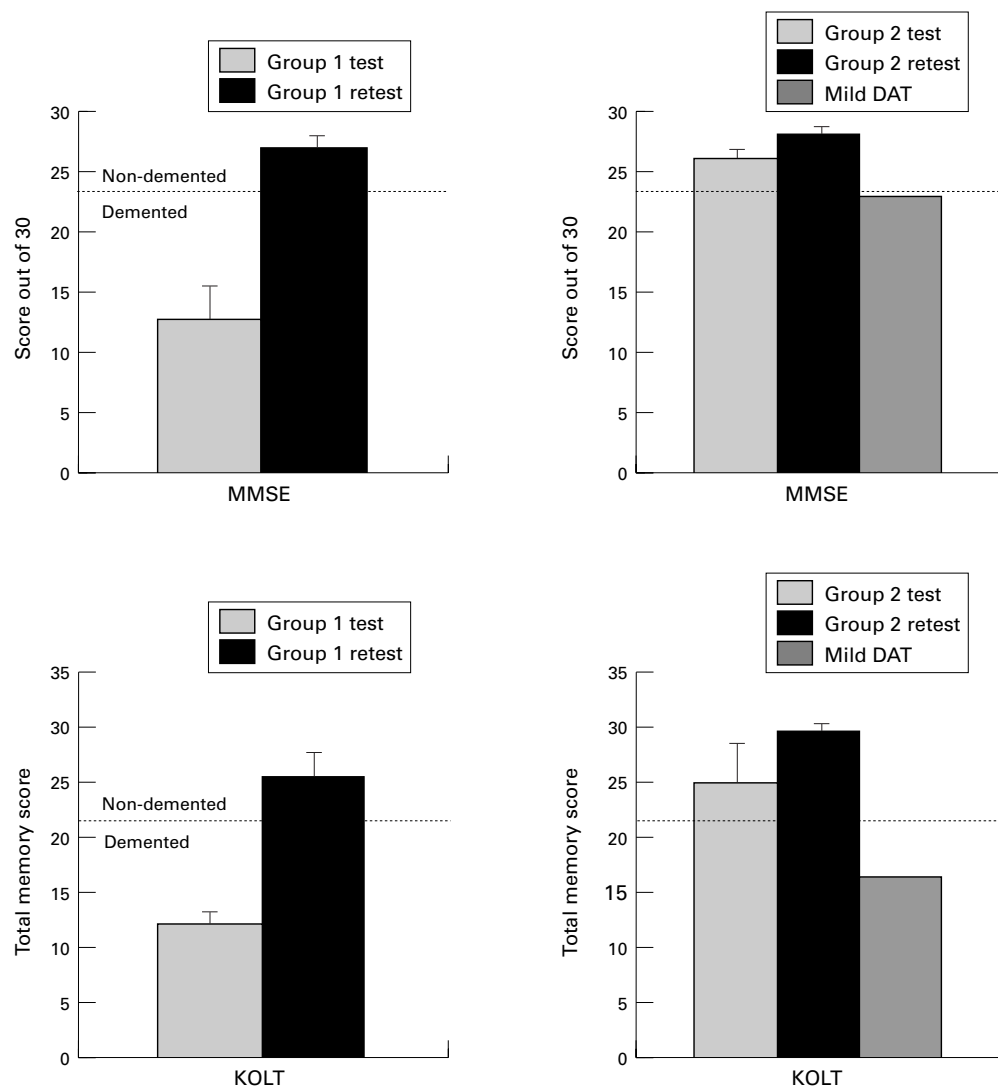 Group 1 test
Group 1 retest
30
25
20
15
10
5
0
Score out of 30
Non-demented
Demented
MMSE
Group 2 test
Group 2 retest
Mild DAT
30
25
20
15
10
5
0
Score out of 30
MMSE
Group 1 test
Group 1 retest
35
30
25
20
15
10
5
0
Total memory score
Non-demented
Demented
KOLT
Group 2 test
Group 2 retest
Mild DAT
35
30
25
20
15
10
5
0
Total memory score
KOLT